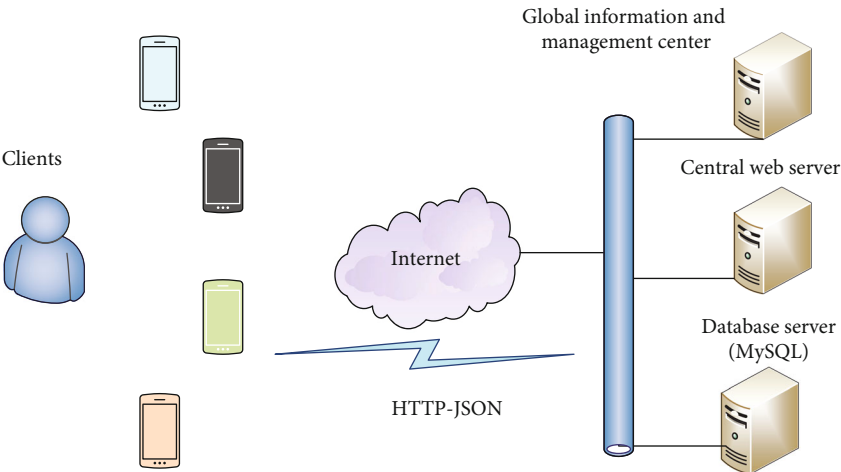 Global information and
management center
Clients
Central web server
Internet
Database server
(MySQL)
HTTP-JSON